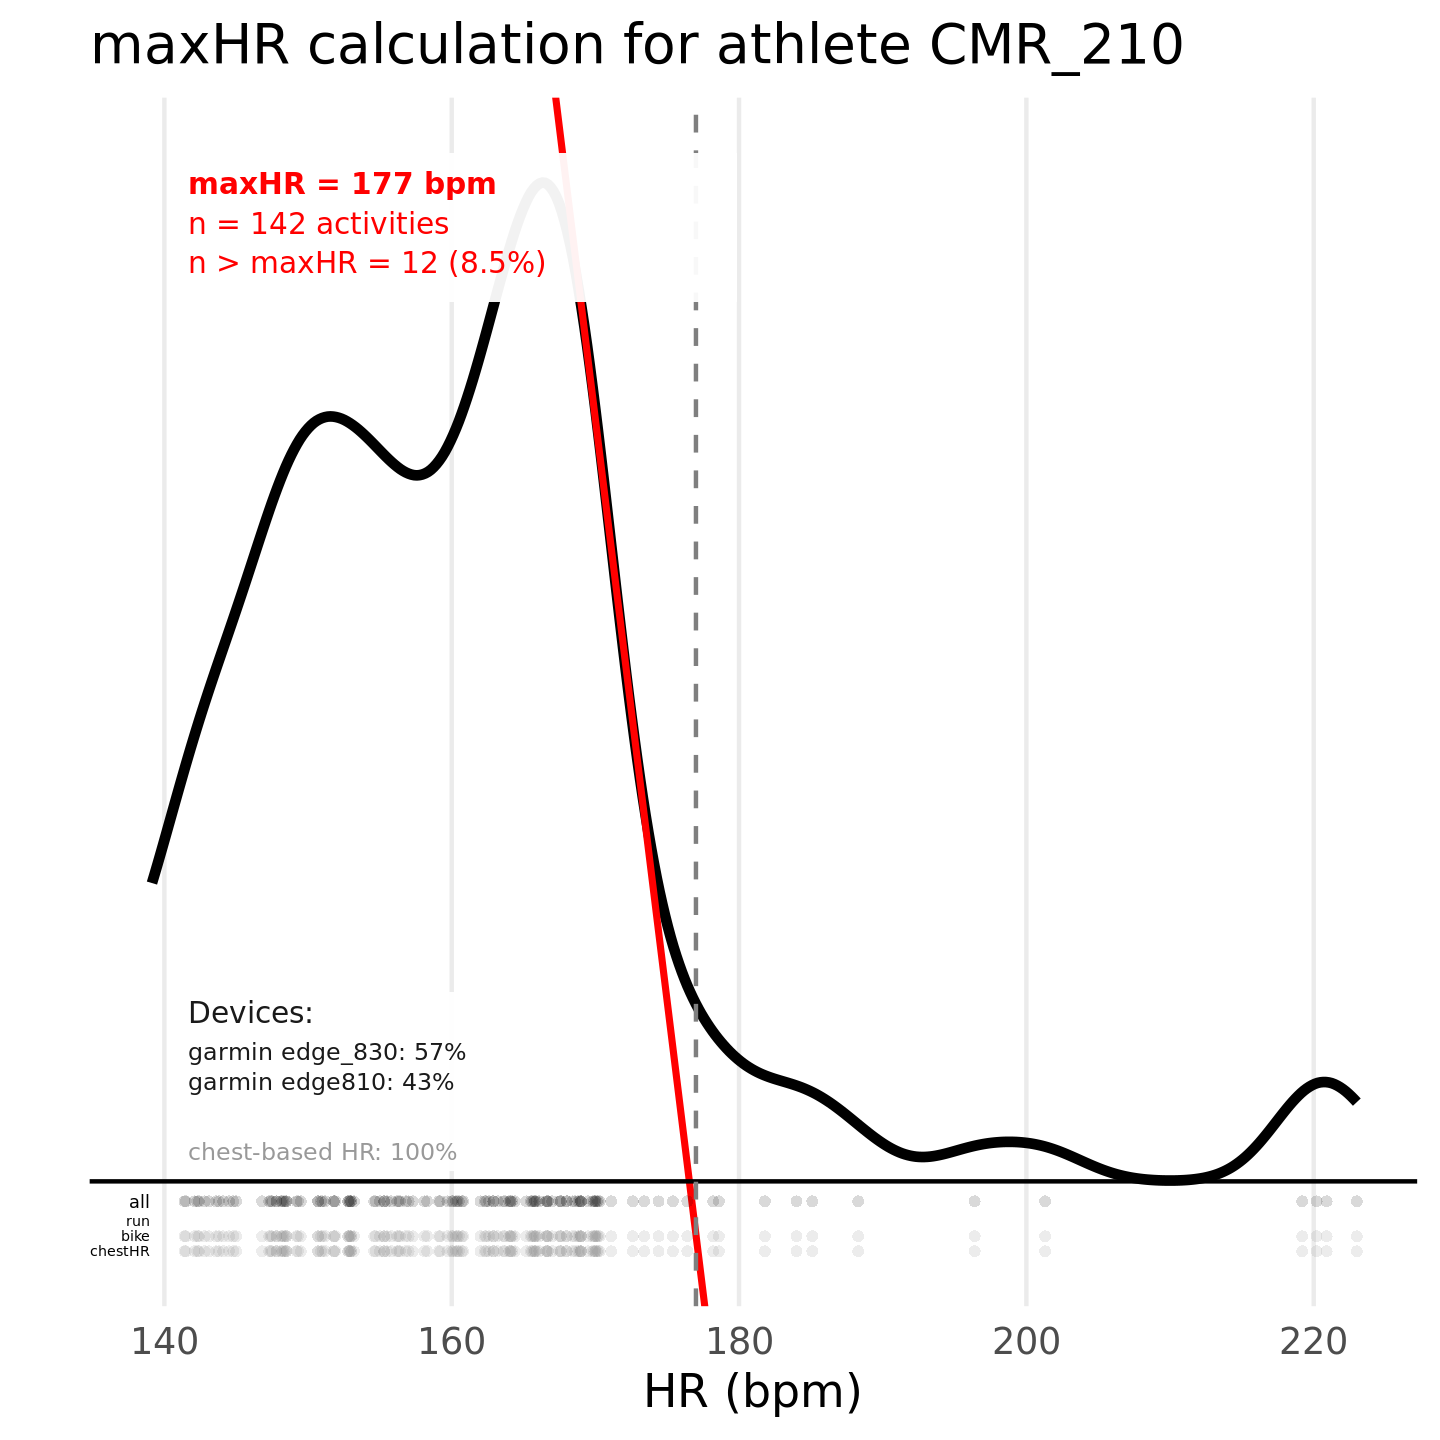 maxHR calculation for athlete CMR_210
maxHR = 177 bpm
n = 142 activities
n > maxHR = 12 (8.5%)
Devices:
garmin edge_830: 57%
garmin edge810: 43%
chest-based HR: 100%
all
run
bike
chestHR
140 160 180 200 220
HR (bpm)